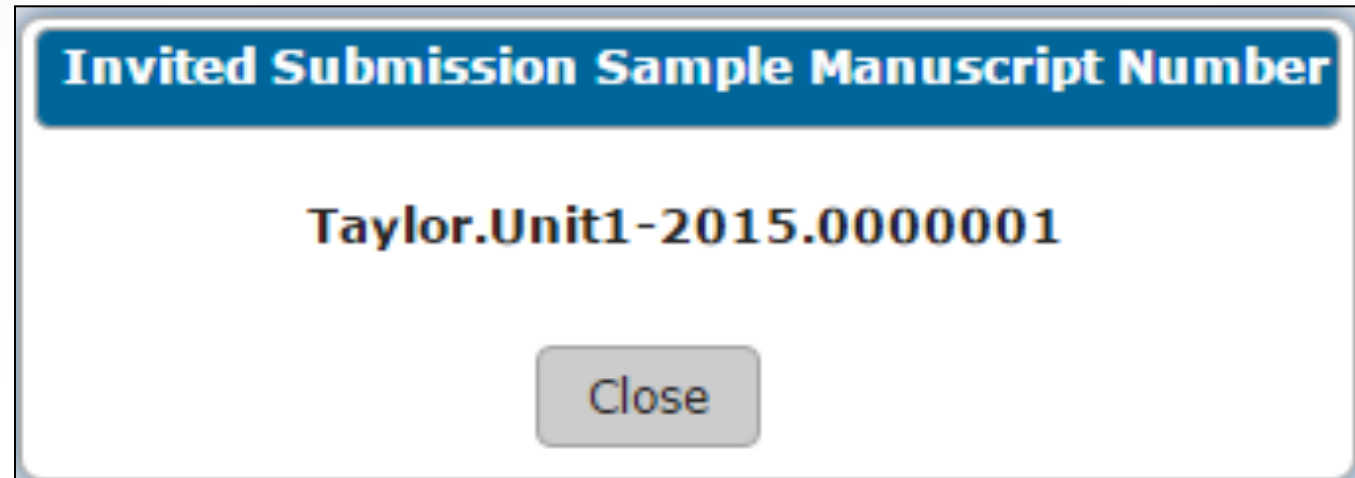 Invited Submission Sample Manuscript Number
Taylor.Unit1-2015.0000001
Close